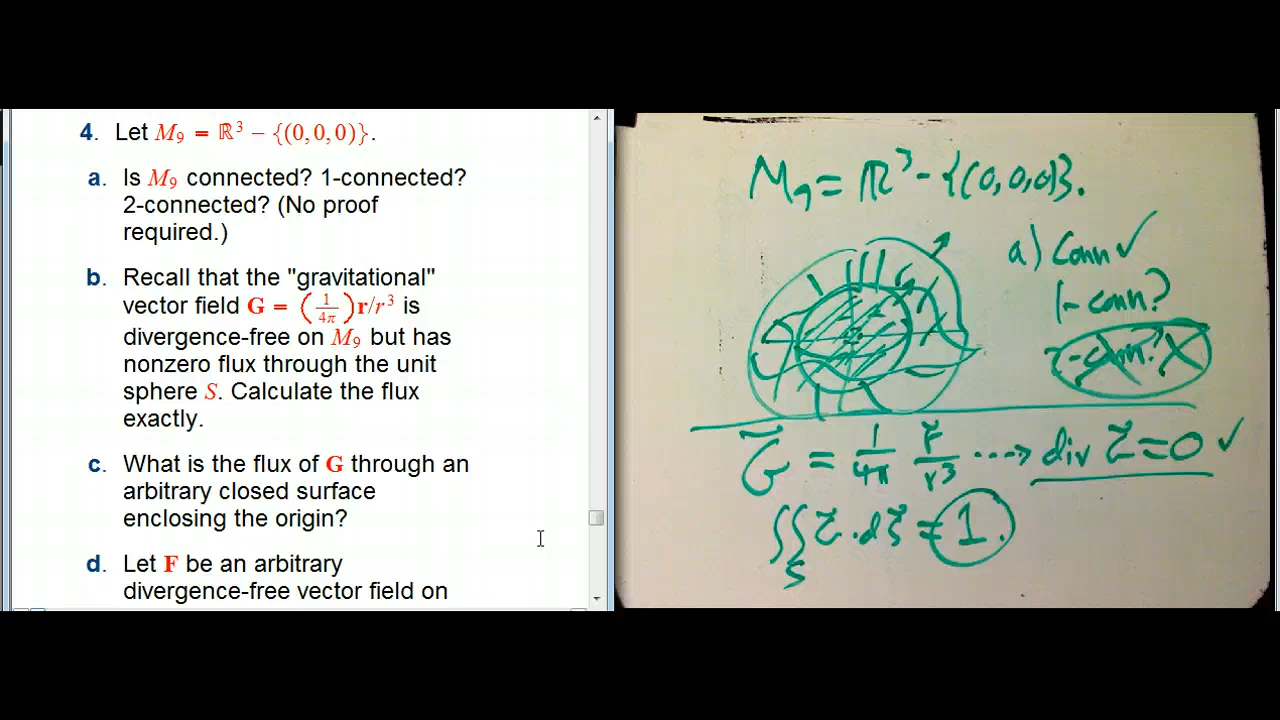 4. Let M₉ = ℝ³ − {(0,0,0)}.
a. Is M₉ connected? 1-connected?
2-connected? (No proof
required.)
b. Recall that the "gravitational"
vector field G = (1/4π)r/r³ is
divergence-free on M₉ but has
nonzero flux through the unit
sphere S. Calculate the flux
exactly.
c. What is the flux of G through an
arbitrary closed surface
enclosing the origin?
d. Let F be an arbitrary
divergence-free vector field on
M₉ = ℝ³ − {(0,0,0)}.
a) Conn ✓
1-conn?
G⃗ = 1/4π r⃗/r³ ⋯→ div G⃗ = 0 ✓
∬S G⃗ · dS⃗ = 1.